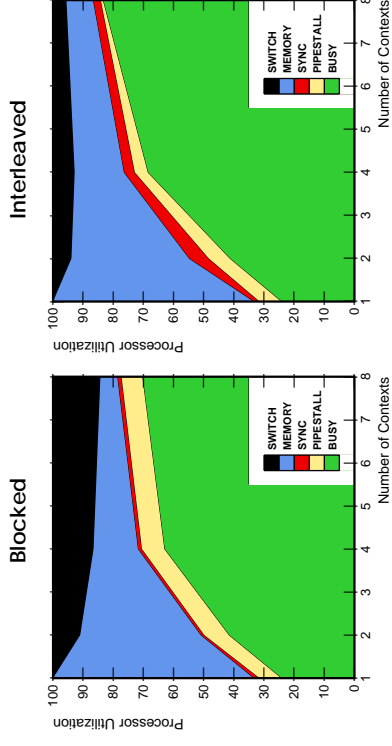 Blocked
Processor Utilization
100
90
80
70
60
50
40
30
20
10
0
1
2
3
4
5
6
7
8
Number of Contexts
SWITCH
MEMORY
SYNC
PIPESTALL
BUSY
Interleaved
Processor Utilization
100
90
80
70
60
50
40
30
20
10
0
1
2
3
4
5
6
7
8
Number of Contexts
SWITCH
MEMORY
SYNC
PIPESTALL
BUSY